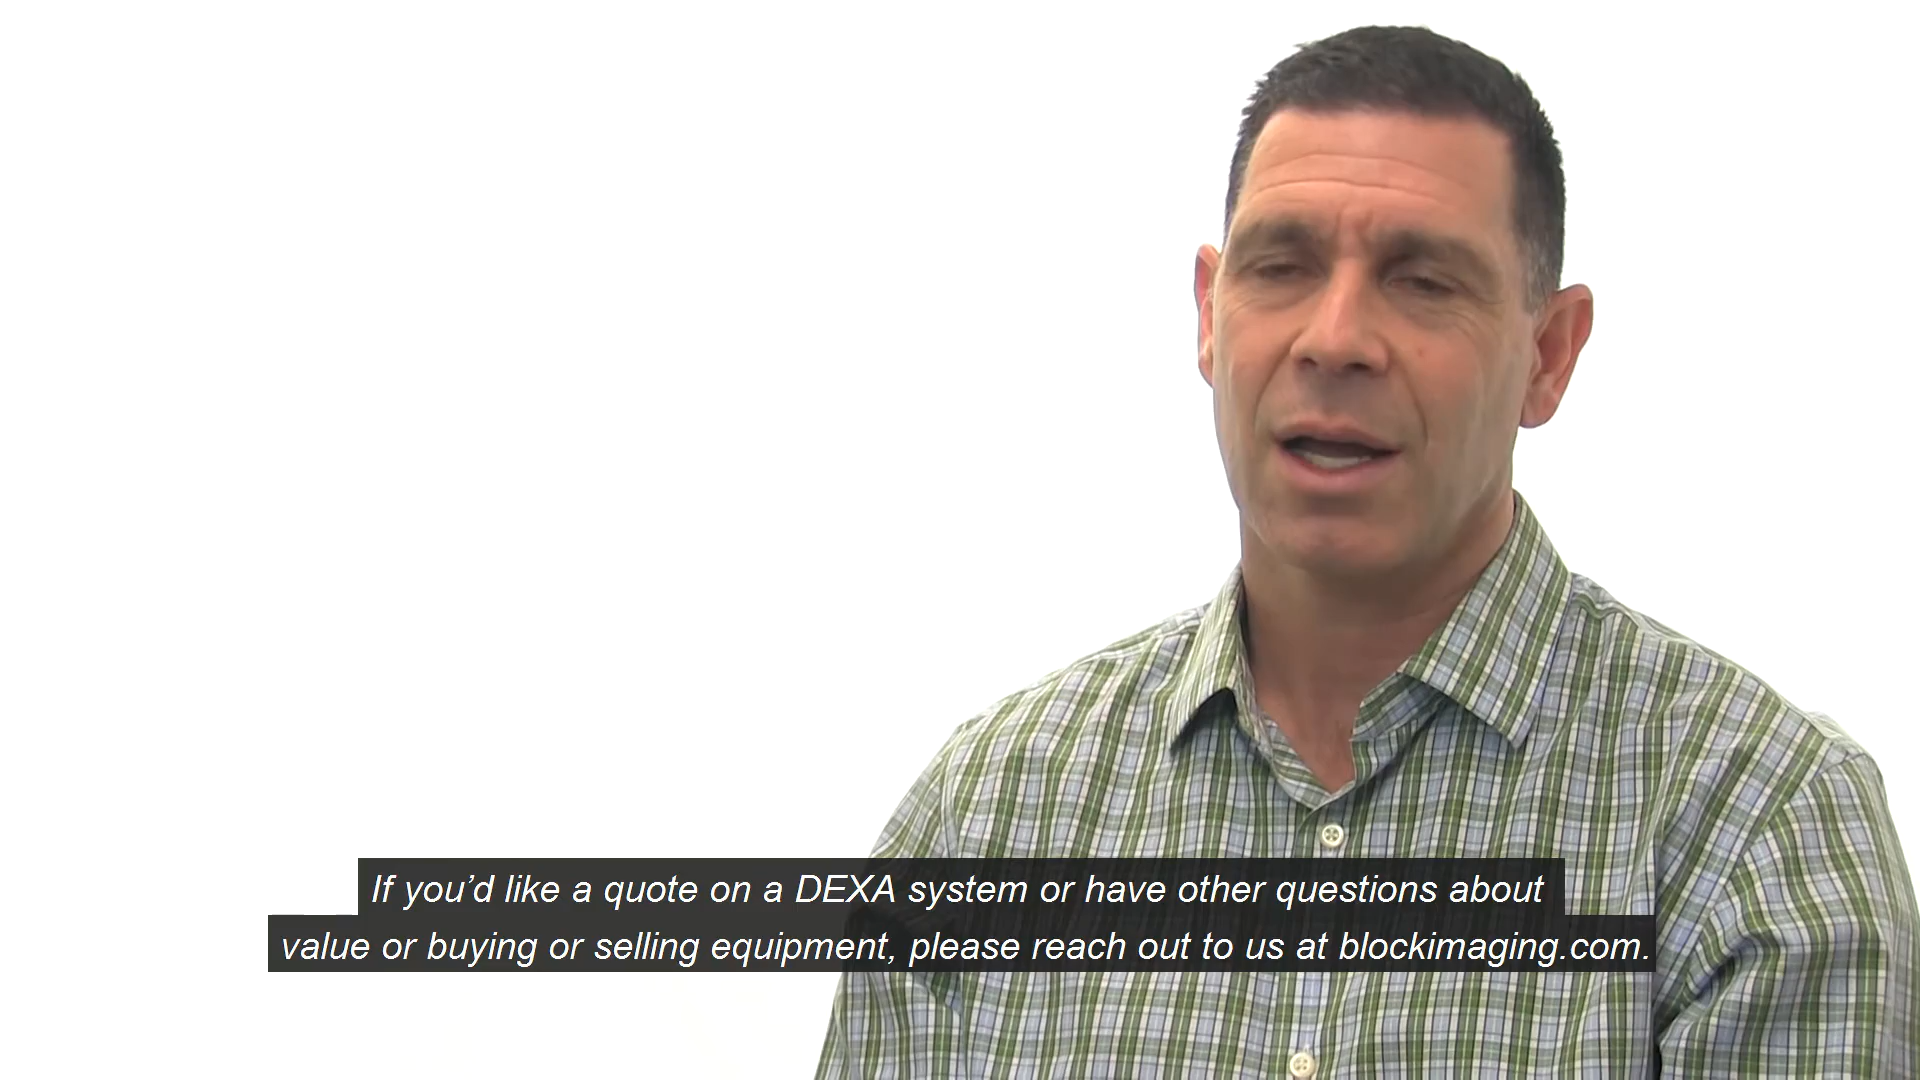 If you’d like a quote on a DEXA system or have other questions about
value or buying or selling equipment, please reach out to us at blockimaging.com.